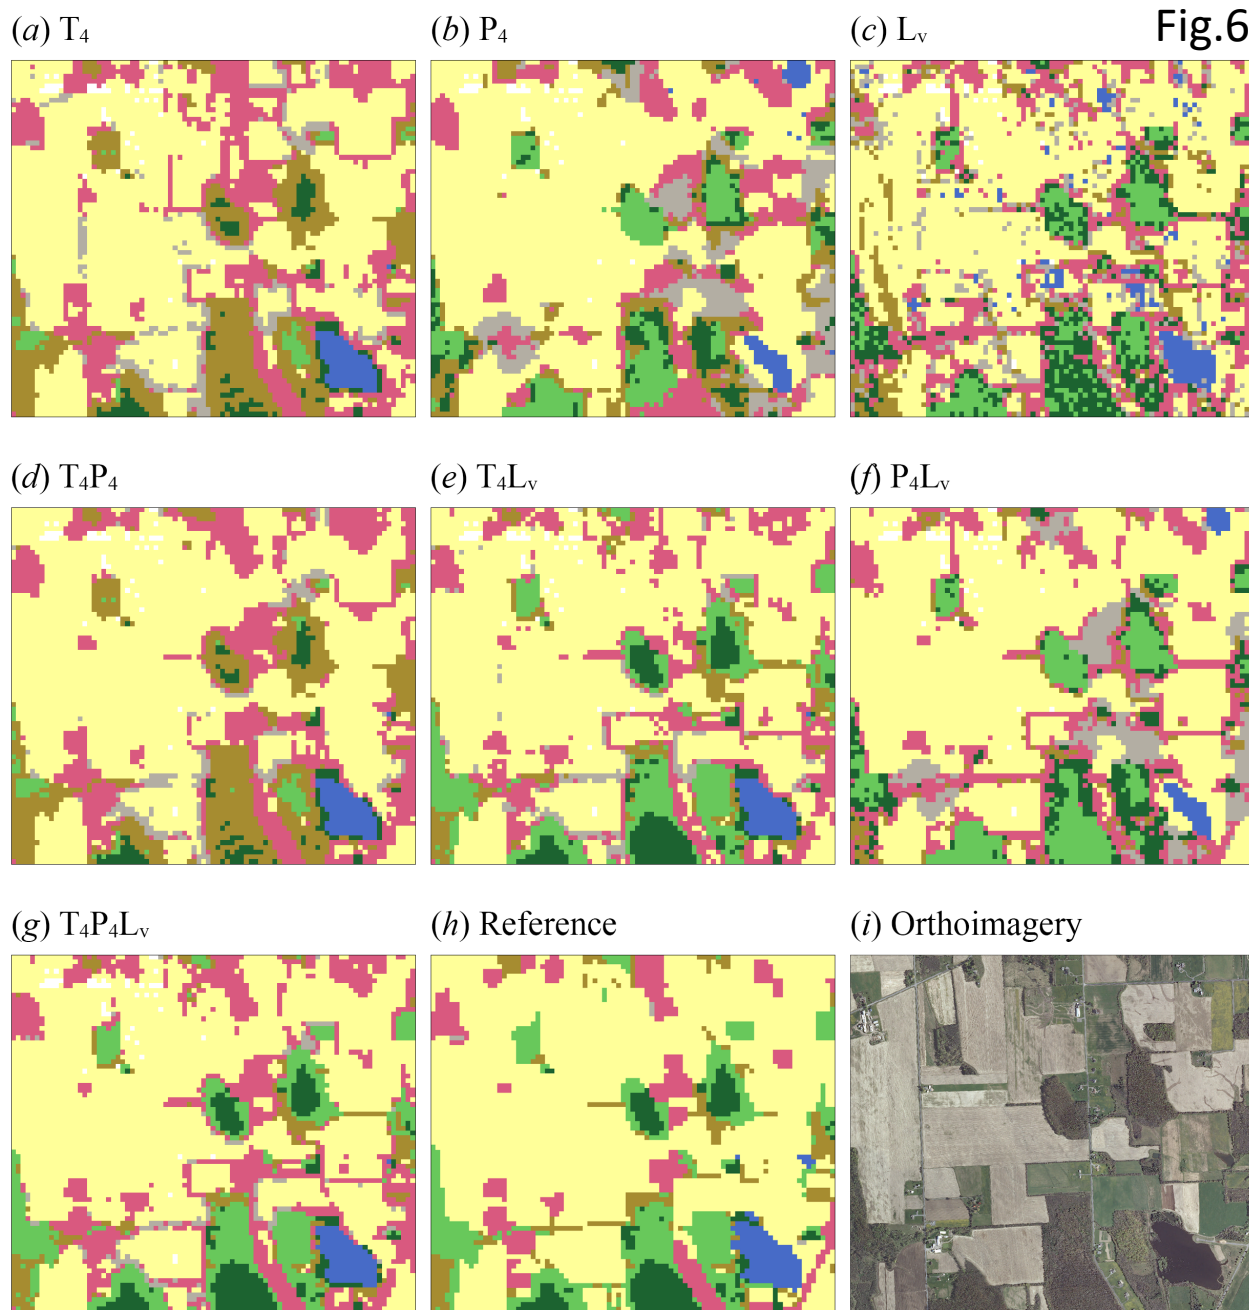 (a) T₄
(b) P₄
(c) Lᵥ
Fig.6
(d) T₄P₄
(e) T₄Lᵥ
(f) P₄Lᵥ
(g) T₄P₄Lᵥ
(h) Reference
(i) Orthoimagery